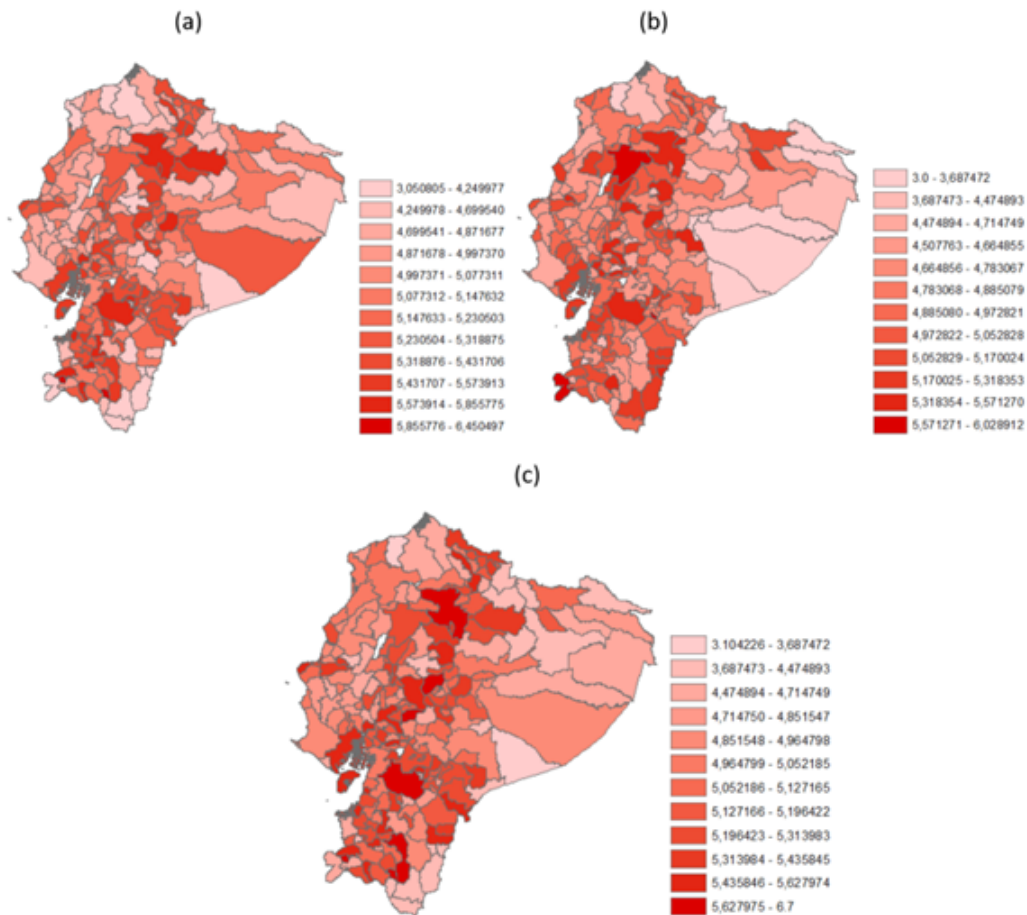 (a)
(b)
3,050805 - 4,249977
4,249978 - 4,699540
4,699541 - 4,871677
4,871678 - 4,997370
4,997371 - 5,077311
5,077312 - 5,147632
5,147633 - 5,230503
5,230504 - 5,318875
5,318876 - 5,431706
5,431707 - 5,573913
5,573914 - 5,855775
5,855776 - 6,450497
3.0 - 3,687472
3,687473 - 4,474893
4,474894 - 4,714749
4,507763 - 4,664855
4,664856 - 4,783067
4,783068 - 4,885079
4,885080 - 4,972821
4,972822 - 5,052828
5,052829 - 5,170024
5,170025 - 5,318353
5,318354 - 5,571270
5,571271 - 6,028912
(c)
3.104226 - 3,687472
3,687473 - 4,474893
4,474894 - 4,714749
4,714750 - 4,851547
4,851548 - 4,964798
4,964799 - 5,052185
5,052186 - 5,127165
5,127166 - 5,196422
5,196423 - 5,313983
5,313984 - 5,435845
5,435846 - 5,627974
5,627975 - 6.7